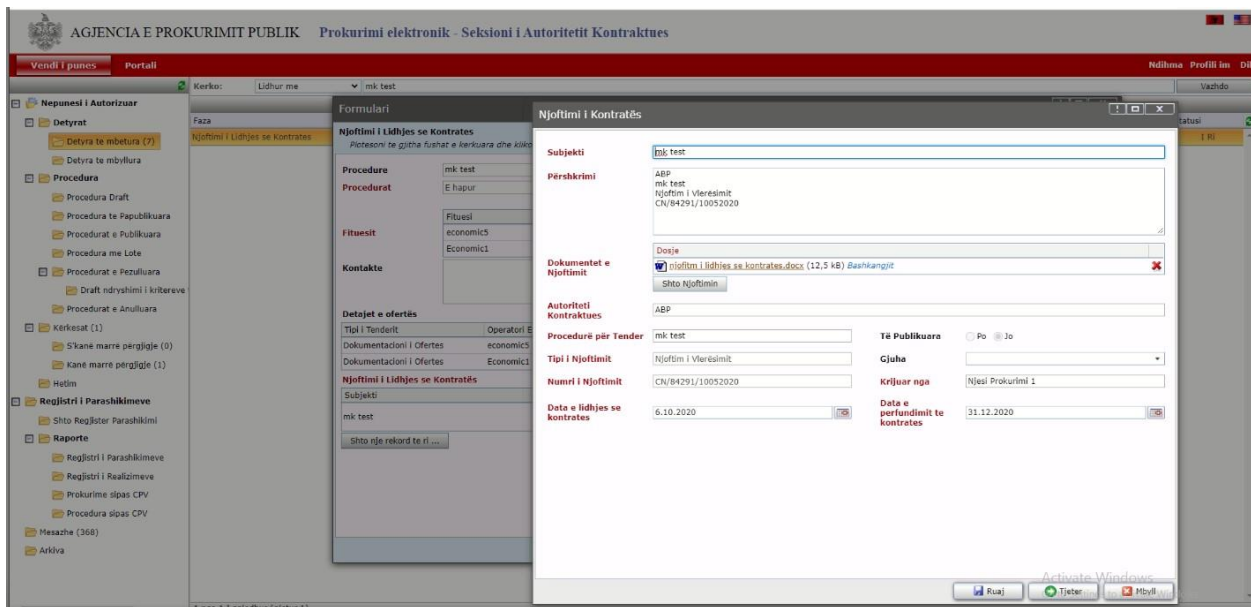 AGJENCIA E PROKURIMIT PUBLIK Prokurimi elektronik - Seksioni i Autoritetit Kontraktues
Vendi i punes Portali Ndihma Profili im
Kerko: Lidhur me mk test Vazhdo
Nepunesi i Autorizuar
Detyrat
Detyra te mbetura (7)
Detyra te mbyllura
Procedura
Procedura Draft
Procedura te Papublikuara
Procedurat e Publikuara
Procedura me Lote
Procedurat e Pezulluara
Draft ndryshimi i kritereve
Procedurat e Anulluara
Kërkesat (1)
S'kanë marrë përgjigje (0)
Kanë marrë përgjigje (1)
Hetim
Regjistri i Parashikimeve
Shto Regjister Parashikimi
Raporte
Regjistri i Parashikimeve
Regjistri i Realizimeve
Prokurime sipas CPV
Procedura sipas CPV
Mesazhe (368)
Arkiva
Faza
Njoftimi i Lidhjes se Kontrates
I Ri
Formulari
Njoftimi i Lidhjes se Kontrates
Plotesoni te gjitha fushat e kerkuara dhe
Procedure mk test
Procedurat E hapur
Fituesi
Fituesit economic5
Economic1
Kontakte
Detajet e ofertës
Tipi i Tenderit Operatori
Dokumentacioni i Ofertes economic5
Dokumentacioni i Ofertes Economic1
Njoftimi i Lidhjes se Kontratës
Subjekti
mk test
Shto nje rekord te ri ...
Njoftimi i Kontratës
Subjekti mk test
Përshkrimi ABP
mk test
Njoftim i Vleresimit
CN/84291/10052020
Dosje
Dokumentet e Njoftimit njofitm i lidhjes se kontrates.docx (12,5 kB) Bashkangjit
Shto Njoftimin
Autoriteti Kontraktues ABP
Procedurë për Tender mk test Të Publikuara Po Jo
Tipi i Njoftimit Njoftim i Vlerësimit Gjuha
Numri i Njoftimit CN/84291/10052020 Krijuar nga Njesi Prokurimi 1
Data e lidhjes se kontrates 6.10.2020 Data e perfundimit te kontrates 31.12.2020
Activate Windows
Ruaj Tjeter Mbyll